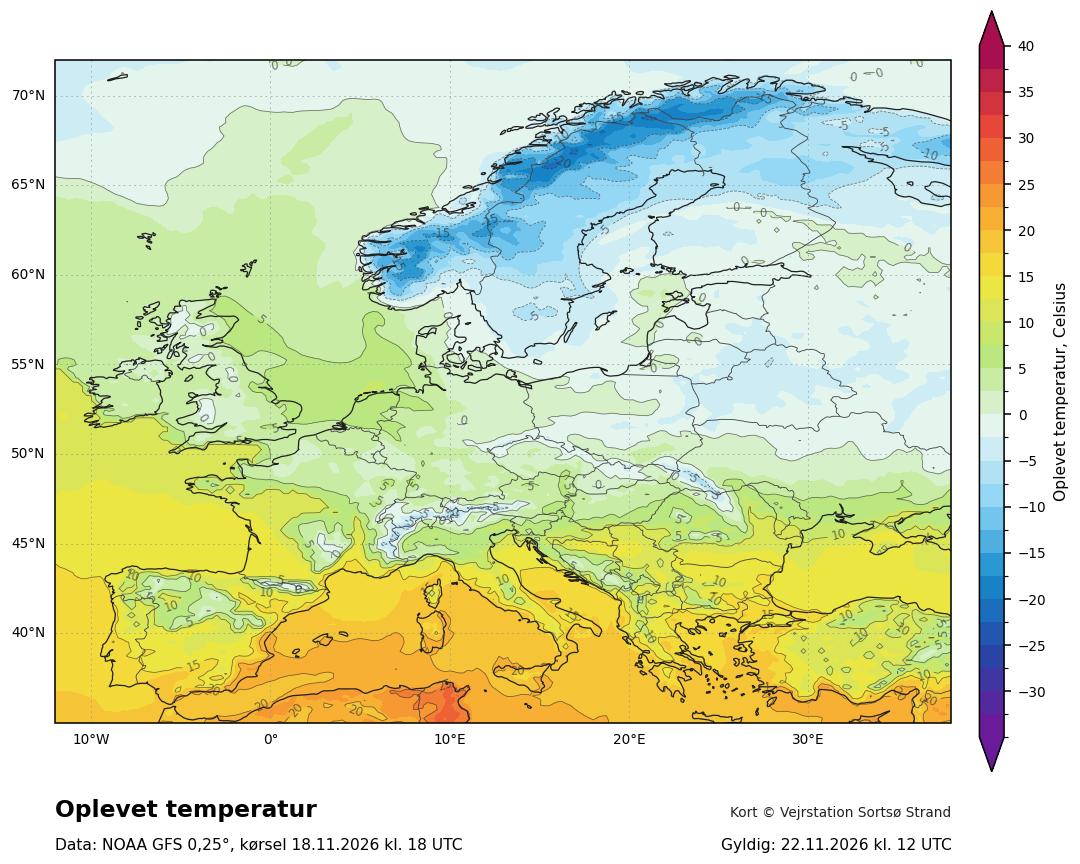 70°N
65°N
60°N
55°N
50°N
45°N
40°N
10°W
0°
10°E
20°E
30°E
40
35
30
25
20
15
10
5
0
−5
−10
−15
−20
−25
−30
Oplevet temperatur, Celsius
Oplevet temperatur
Kort © Vejrstation Sortsø Strand
Data: NOAA GFS 0,25°, kørsel 18.11.2026 kl. 18 UTC
Gyldig: 22.11.2026 kl. 12 UTC